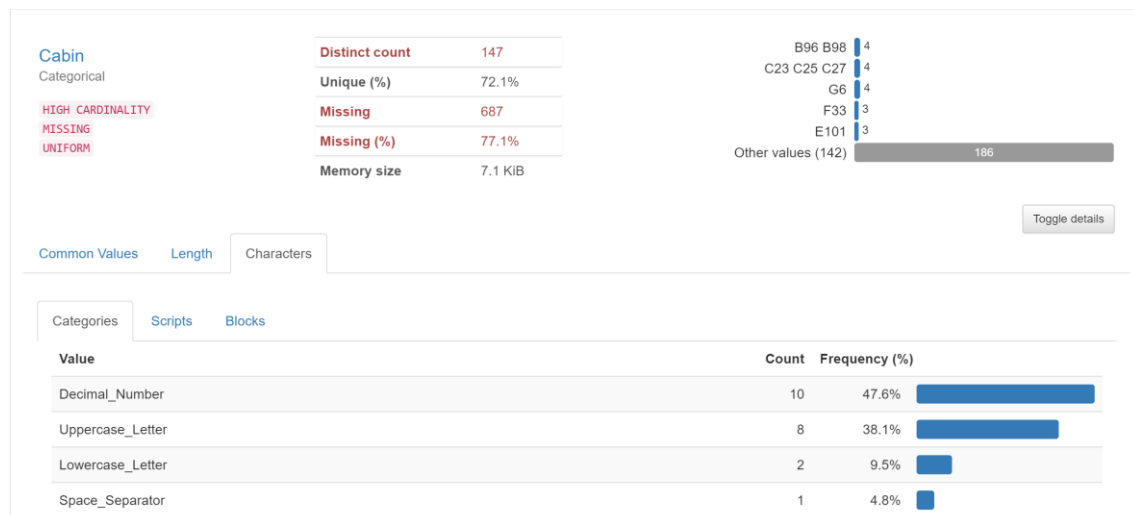 Cabin
Categorical
HIGH CARDINALITY
MISSING
UNIFORM
Distinct count 147
Unique (%) 72.1%
Missing 687
Missing (%) 77.1%
Memory size 7.1 KiB
B96 B98 4
C23 C25 C27 4
G6 4
F33 3
E101 3
Other values (142) 186
Toggle details
Common Values Length Characters
Categories Scripts Blocks
Value Count Frequency (%)
Decimal_Number 10 47.6%
Uppercase_Letter 8 38.1%
Lowercase_Letter 2 9.5%
Space_Separator 1 4.8%